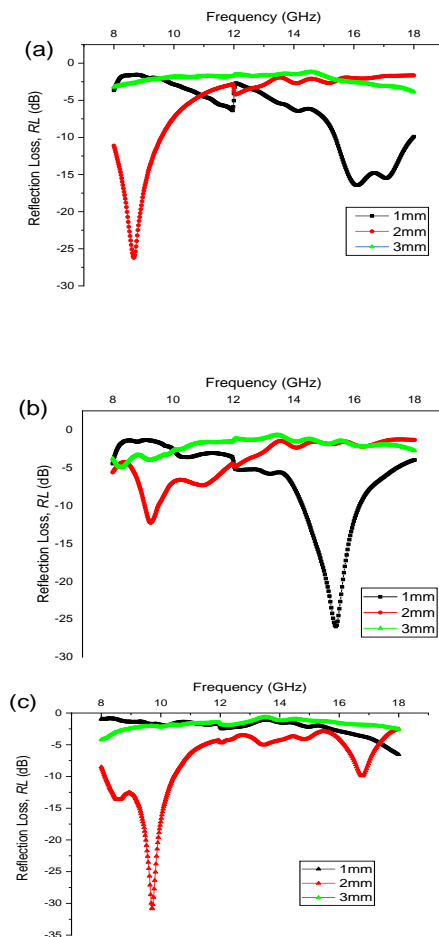 Frequency (GHz)
(a)
8 10 12 14 16 18
0
-5
-10
-15
-20
-25
-30
Reflection Loss, RL (dB)
1mm
2mm
3mm
Frequency (GHz)
(b)
8 10 12 14 16 18
0
-5
-10
-15
-20
-25
-30
Reflection Loss, RL (dB)
1mm
2mm
3mm
Frequency (GHz)
(c)
8 10 12 14 16 18
0
-5
-10
-15
-20
-25
-30
-35
Reflection Loss, RL (dB)
1mm
2mm
3mm